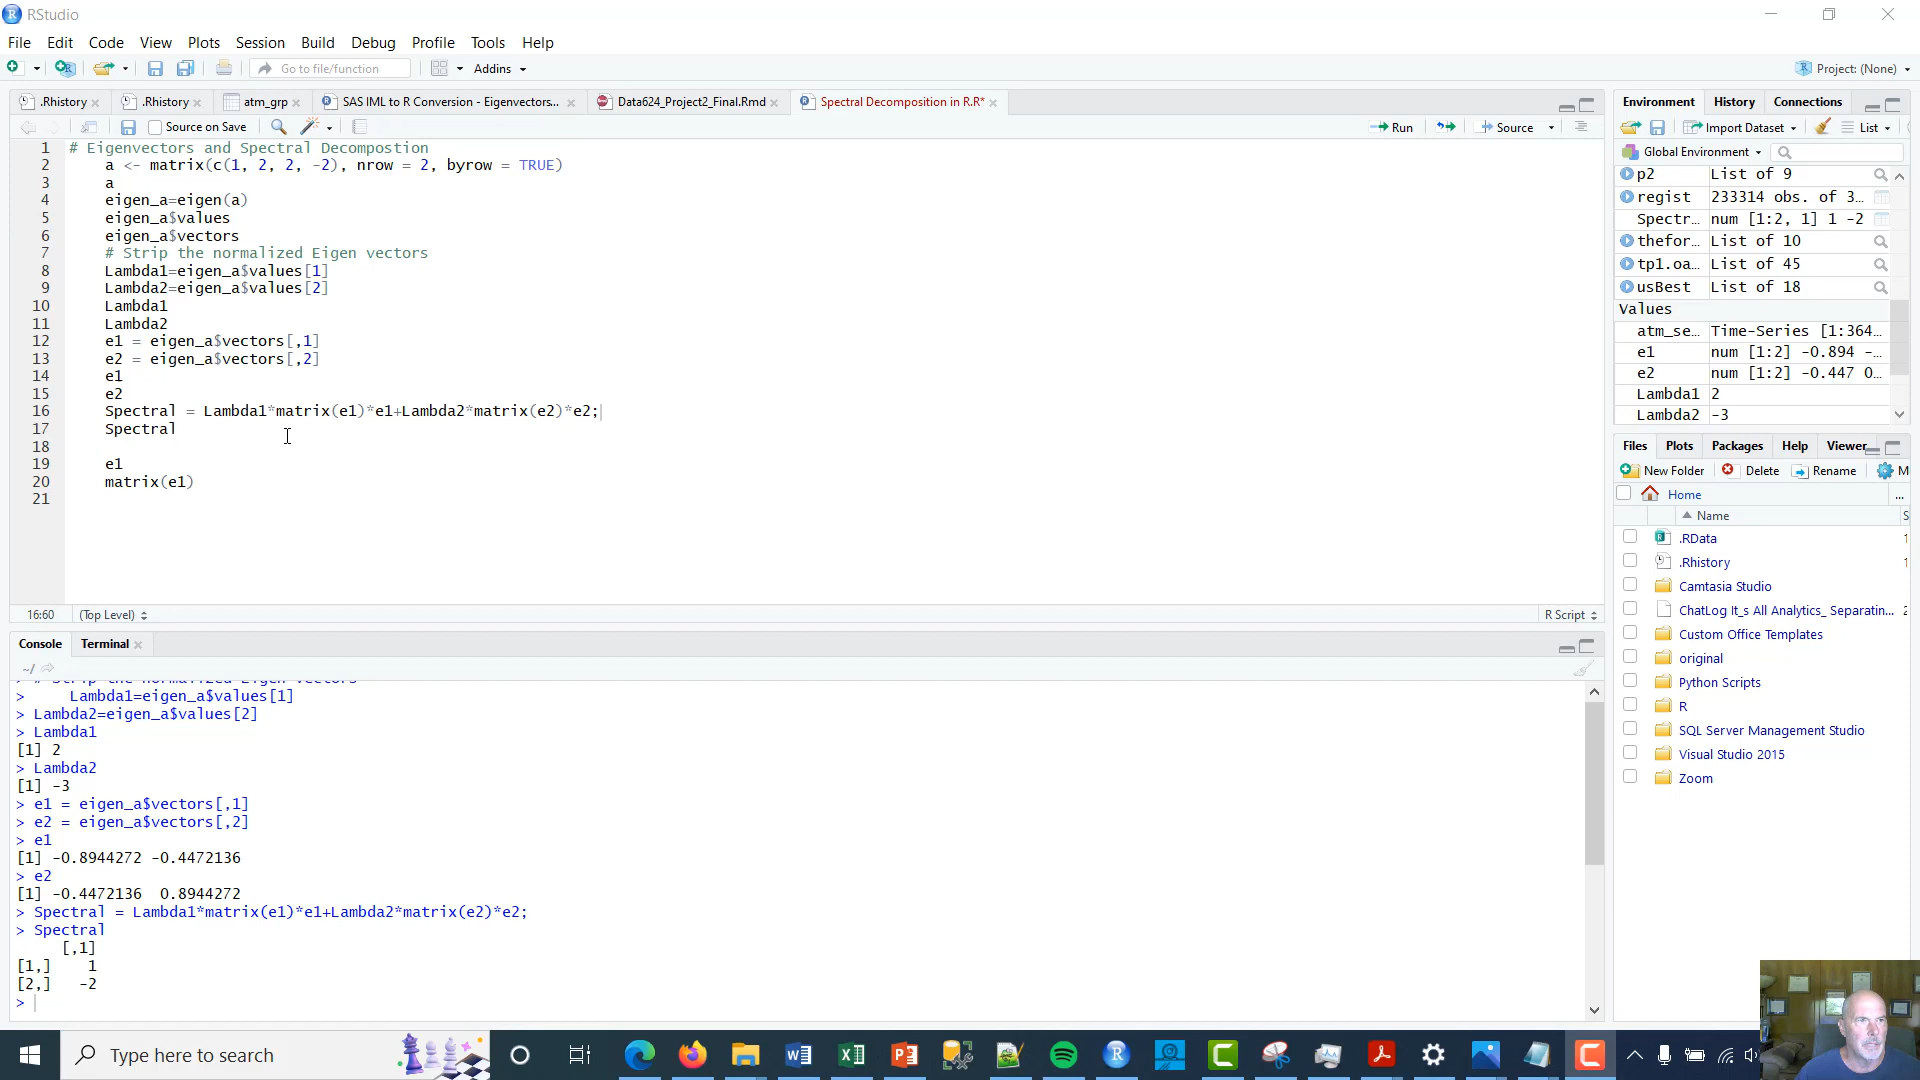 RStudio
File Edit Code View Plots Session Build Debug Profile Tools Help
Go to file/function Addins Project: (None)
.Rhistory .Rhistory atm_grp SAS IML to R Conversion - Eigenvectors... Data624_Project2_Final.Rmd Spectral Decomposition in R.R*
Source on Save Run Source
1 # Eigenvectors and Spectral Decompostion
2 a <- matrix(c(1, 2, 2, -2), nrow = 2, byrow = TRUE)
3 a
4 eigen_a=eigen(a)
5 eigen_a$values
6 eigen_a$vectors
7 # Strip the normalized Eigen vectors
8 Lambda1=eigen_a$values[1]
9 Lambda2=eigen_a$values[2]
10 Lambda1
11 Lambda2
12 e1 = eigen_a$vectors[,1]
13 e2 = eigen_a$vectors[,2]
14 e1
15 e2
16 Spectral = Lambda1*matrix(e1)*e1+Lambda2*matrix(e2)*e2;
17 Spectral
18
19 e1
20 matrix(e1)
21
16:60 (Top Level) R Script
Console Terminal
~/
> # Strip the normalized Eigen vectors
> Lambda1=eigen_a$values[1]
> Lambda2=eigen_a$values[2]
> Lambda1
[1] 2
> Lambda2
[1] -3
> e1 = eigen_a$vectors[,1]
> e2 = eigen_a$vectors[,2]
> e1
[1] -0.8944272 -0.4472136
> e2
[1] -0.4472136 0.8944272
> Spectral = Lambda1*matrix(e1)*e1+Lambda2*matrix(e2)*e2;
> Spectral
[,1]
[1,] 1
[2,] -2
>
Environment History Connections
Import Dataset List
Global Environment
p2 List of 9
regist 233314 obs. of 3...
Spectr... num [1:2, 1] 1 -2
thefor... List of 10
tp1.oa... List of 45
usBest List of 18
Values
atm_se... Time-Series [1:364...
e1 num [1:2] -0.894 -...
e2 num [1:2] -0.447 0...
Lambda1 2
Lambda2 -3
Files Plots Packages Help Viewer
New Folder Delete Rename M
Home ...
Name S
.RData 1
.Rhistory 1
Camtasia Studio
ChatLog It_s All Analytics_ Separatin... 2
Custom Office Templates
original
Python Scripts
R
SQL Server Management Studio
Visual Studio 2015
Zoom
Type here to search